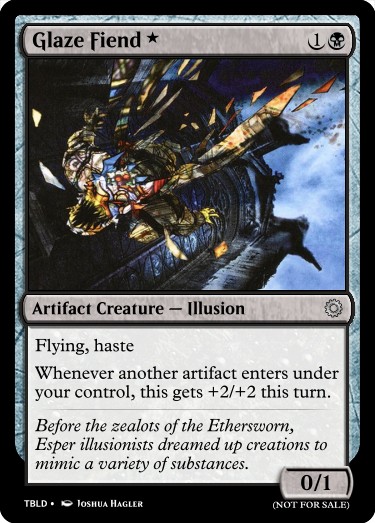 Glaze Fiend ★ 1
Artifact Creature — Illusion
Flying, haste
Whenever another artifact enters under
your control, this gets +2/+2 this turn.
Before the zealots of the Ethersworn,
Esper illusionists dreamed up creations to
mimic a variety of substances.
0/1
TBLD • Joshua Hagler
(NOT FOR SALE)